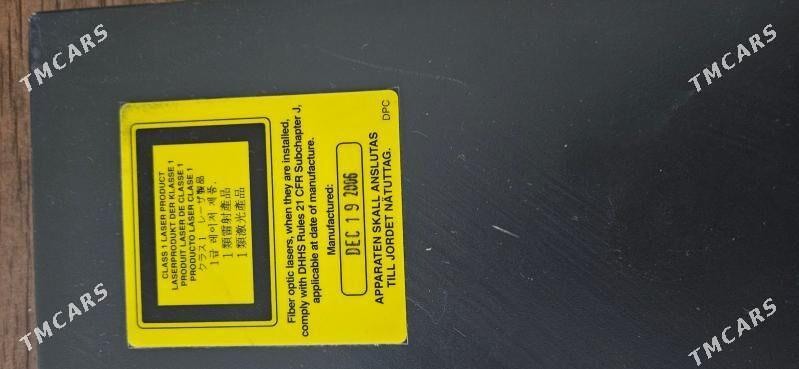 CLASS 1 LASER PRODUCT
LASERPRODUKT DER KLASSE 1
PRODUIT LASER DE CLASSE 1
PRODUCTO LÁSER CLASE 1
クラス1 レーザ製品
1급 레이저 제품.
1類雷射產品
1類激光產品
Fiber optic lasers, when they are installed,
comply with DHHS Rules 21 CFR Subchapter J,
applicable at date of manufacture.
Manufactured:
DEC 19 2006
DPC
APPARATEN SKALL ANSLUTAS
TILL JORDET NÄTUTTAG.
TMCARS
TMCARS
TMCARS
TMCARS